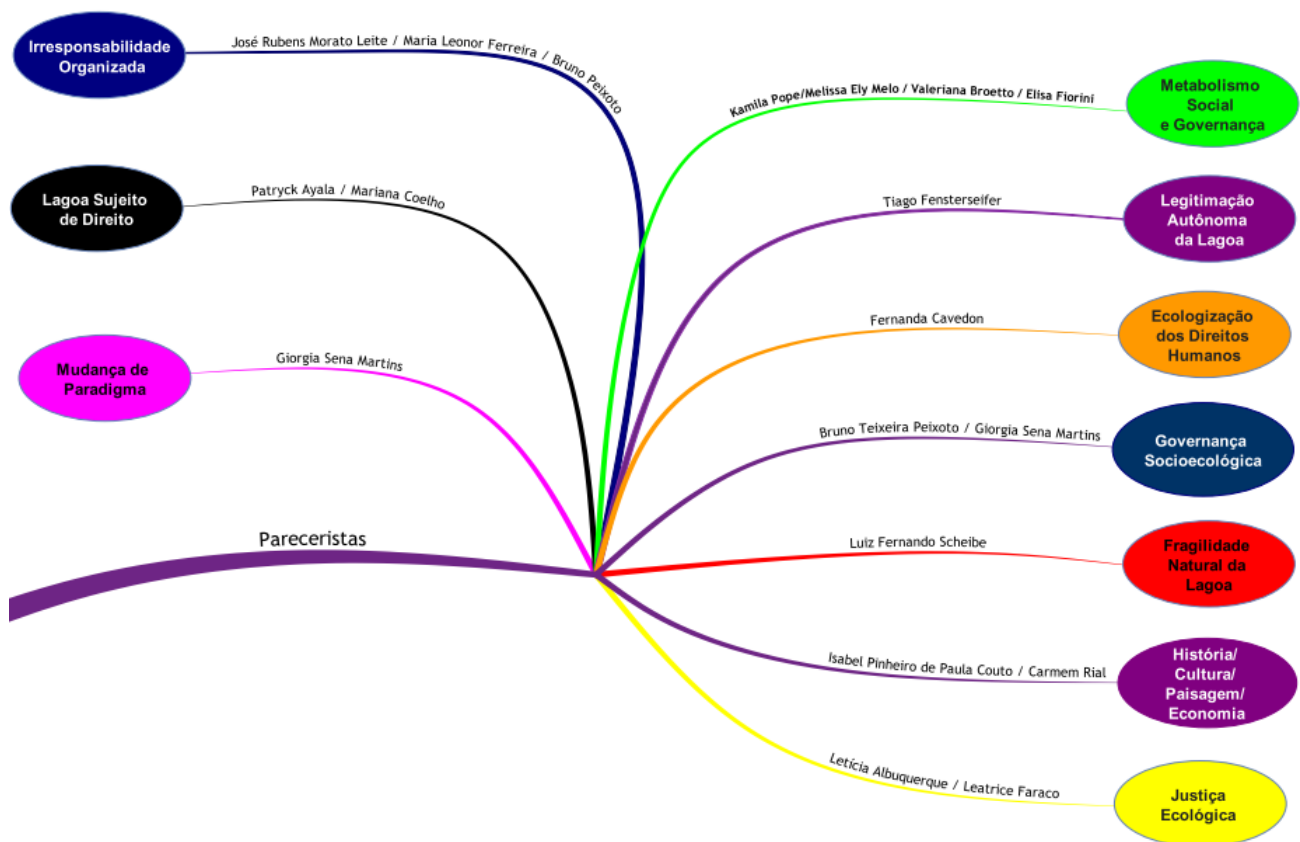 Irresponsabilidade
Organizada
José Rubens Morato Leite / Maria Leonor Ferreira / Bruno Peixoto
Lagoa Sujeito
de Direito
Patryck Ayala / Mariana Coelho
Mudança de
Paradigma
Giorgia Sena Martins
Pareceristas
Kamila Pope/Melissa Ely Melo / Valeriana Broetto / Elisa Fiorini
Metabolismo
Social
e Governança
Tiago Fensterseifer
Legitimação
Autônoma
da Lagoa
Fernanda Cavedon
Ecologização
dos Direitos
Humanos
Bruno Teixeira Peixoto / Giorgia Sena Martins
Governança
Socioecológica
Luiz Fernando Scheibe
Fragilidade
Natural da
Lagoa
Isabel Pinheiro de Paula Couto / Carmem Rial
História/
Cultura/
Paisagem/
Economia
Letícia Albuquerque / Leatrice Faraco
Justiça
Ecológica